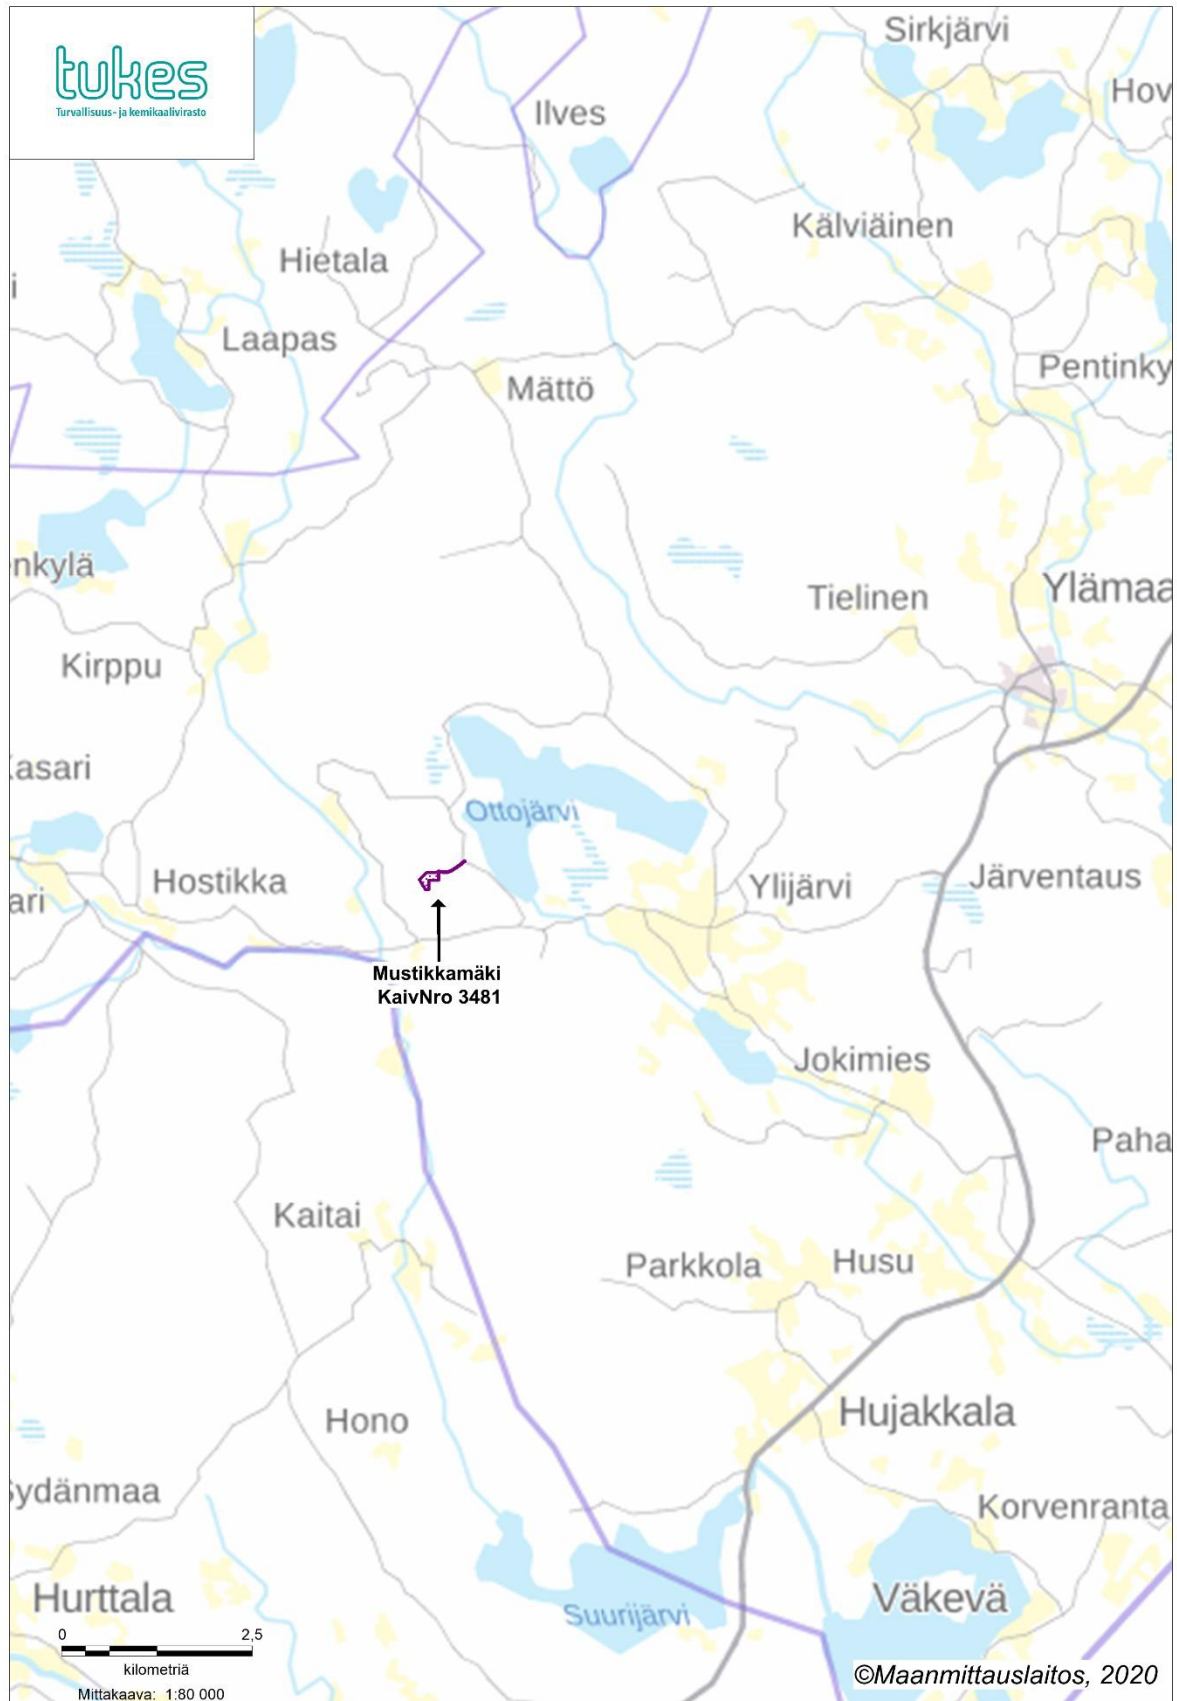 tukes
Turvallisuus- ja kemikaalivirasto
Sirkjärvi
Hov
Ilves
Kälviäinen
Hietala
i
Laapas
Pentinky
Mättö
nkylä
Ylämaa
Tielinen
Kirppu
asari
Ottojärvi
Hostikka
Ylijärvi
Järventaus
ari
Mustikkamäki
KaivNro 3481
Jokimies
Paha
Kaitai
Parkkola
Husu
Hujakkala
Hono
ydänmaa
Korvenranta
Hurttala
Väkevä
Suurijärvi
0 2,5
kilometriä
Mittakaava: 1:80 000
©Maanmittauslaitos, 2020